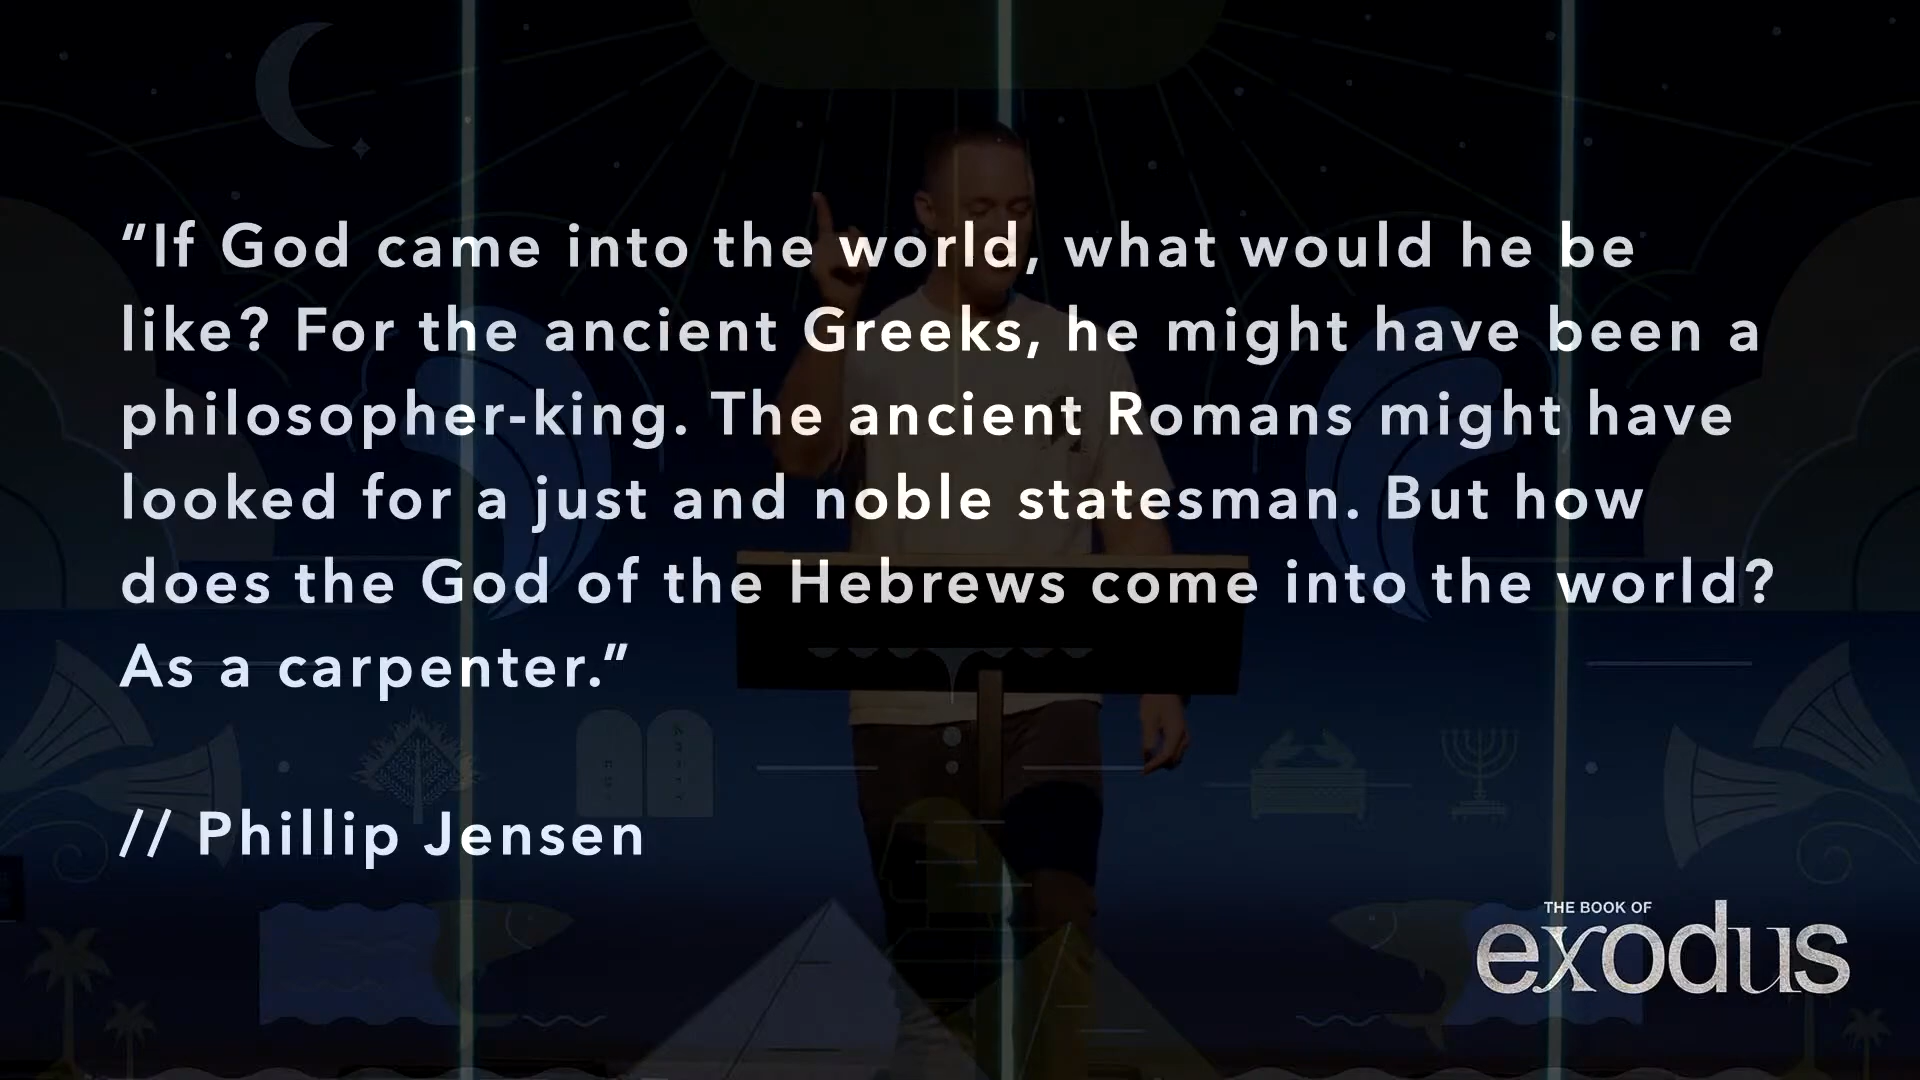 “If God came into the world, what would he be
like? For the ancient Greeks, he might have been a
philosopher-king. The ancient Romans might have
looked for a just and noble statesman. But how
does the God of the Hebrews come into the world?
As a carpenter.”
// Phillip Jensen
THE BOOK OF
exodus